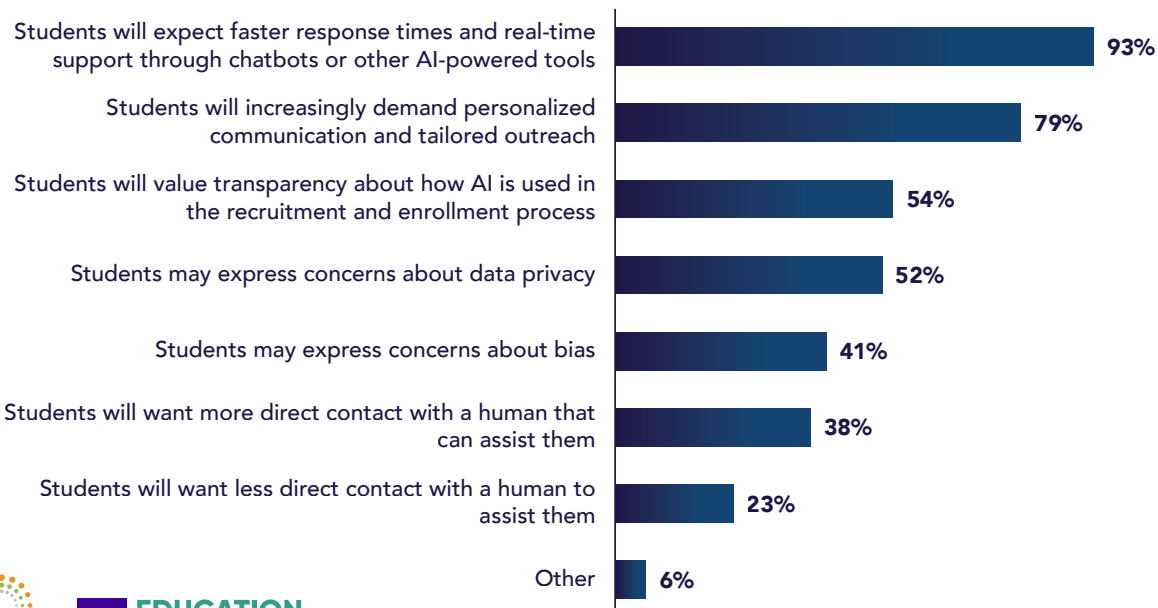 Students will expect faster response times and real-time
support through chatbots or other AI-powered tools
93%
Students will increasingly demand personalized
communication and tailored outreach
79%
Students will value transparency about how AI is used in
the recruitment and enrollment process
54%
Students may express concerns about data privacy
52%
Students may express concerns about bias
41%
Students will want more direct contact with a human that
can assist them
38%
Students will want less direct contact with a human to
assist them
23%
Other
6%
EDUCATION